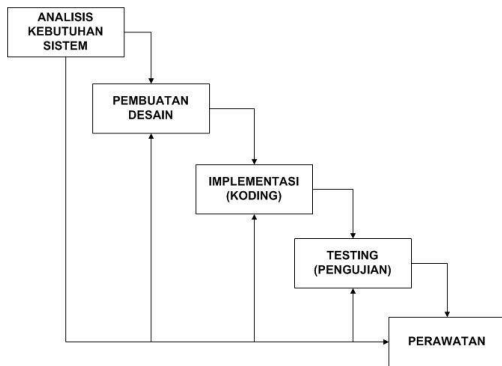 ANALISIS
KEBUTUHAN
SISTEM
PEMBUATAN
DESAIN
IMPLEMENTASI
(KODING)
TESTING
(PENGUJIAN)
PERAWATAN